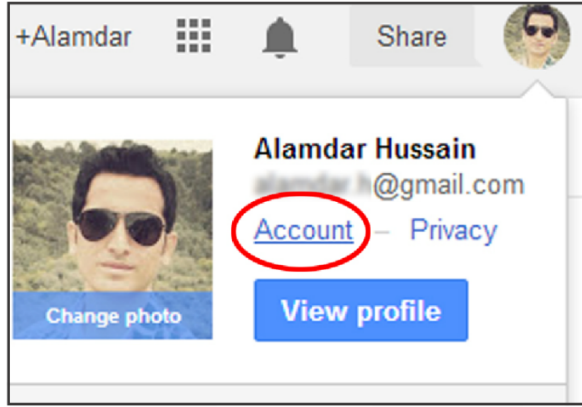 +Alamdar Share
Alamdar Hussain
@gmail.com
Account – Privacy
Change photo
View profile